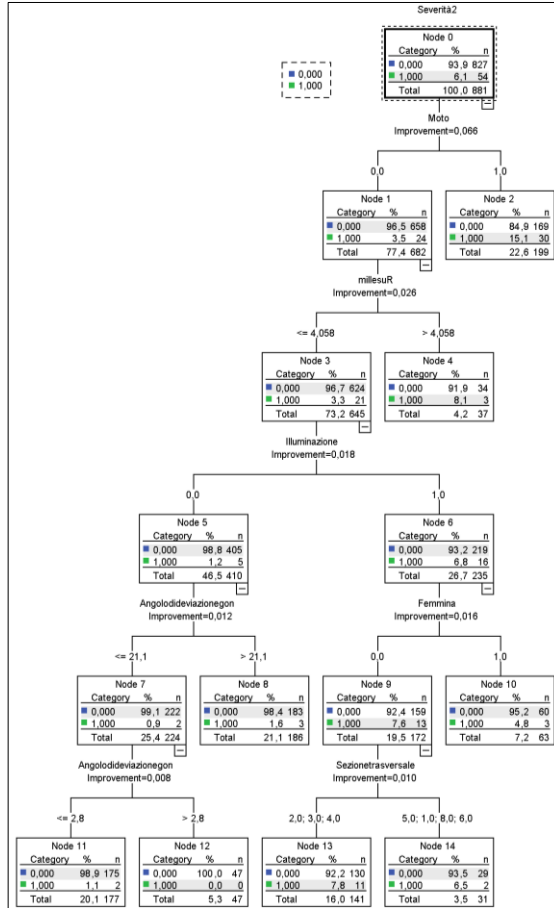 Severità2
0,000
1,000
Node 0
Category % n
0,000 93,9 827
1,000 6,1 54
Total 100,0 881
Moto
Improvement=0,066
0,0 1,0
Node 1
Category % n
0,000 96,5 658
1,000 3,5 24
Total 77,4 682
Node 2
Category % n
0,000 84,9 169
1,000 15,1 30
Total 22,6 199
millesuR
Improvement=0,026
<= 4,058 > 4,058
Node 3
Category % n
0,000 96,7 624
1,000 3,3 21
Total 73,2 645
Node 4
Category % n
0,000 91,9 34
1,000 8,1 3
Total 4,2 37
Illuminazione
Improvement=0,018
0,0 1,0
Node 5
Category % n
0,000 98,8 405
1,000 1,2 5
Total 46,5 410
Node 6
Category % n
0,000 93,2 219
1,000 6,8 16
Total 26,7 235
Angolodideviazionegon
Improvement=0,012
Femmina
Improvement=0,016
<= 21,1 > 21,1 0,0 1,0
Node 7
Category % n
0,000 99,1 222
1,000 0,9 2
Total 25,4 224
Node 8
Category % n
0,000 98,4 183
1,000 1,6 3
Total 21,1 186
Node 9
Category % n
0,000 92,4 159
1,000 7,6 13
Total 19,5 172
Node 10
Category % n
0,000 95,2 60
1,000 4,8 3
Total 7,2 63
Angolodideviazionegon
Improvement=0,008
Sezionetrasversale
Improvement=0,010
<= 2,8 > 2,8 2,0; 3,0; 4,0 5,0; 1,0; 8,0; 6,0
Node 11
Category % n
0,000 98,9 175
1,000 1,1 2
Total 20,1 177
Node 12
Category % n
0,000 100,0 47
1,000 0,0 0
Total 5,3 47
Node 13
Category % n
0,000 92,2 130
1,000 7,8 11
Total 16,0 141
Node 14
Category % n
0,000 93,5 29
1,000 6,5 2
Total 3,5 31